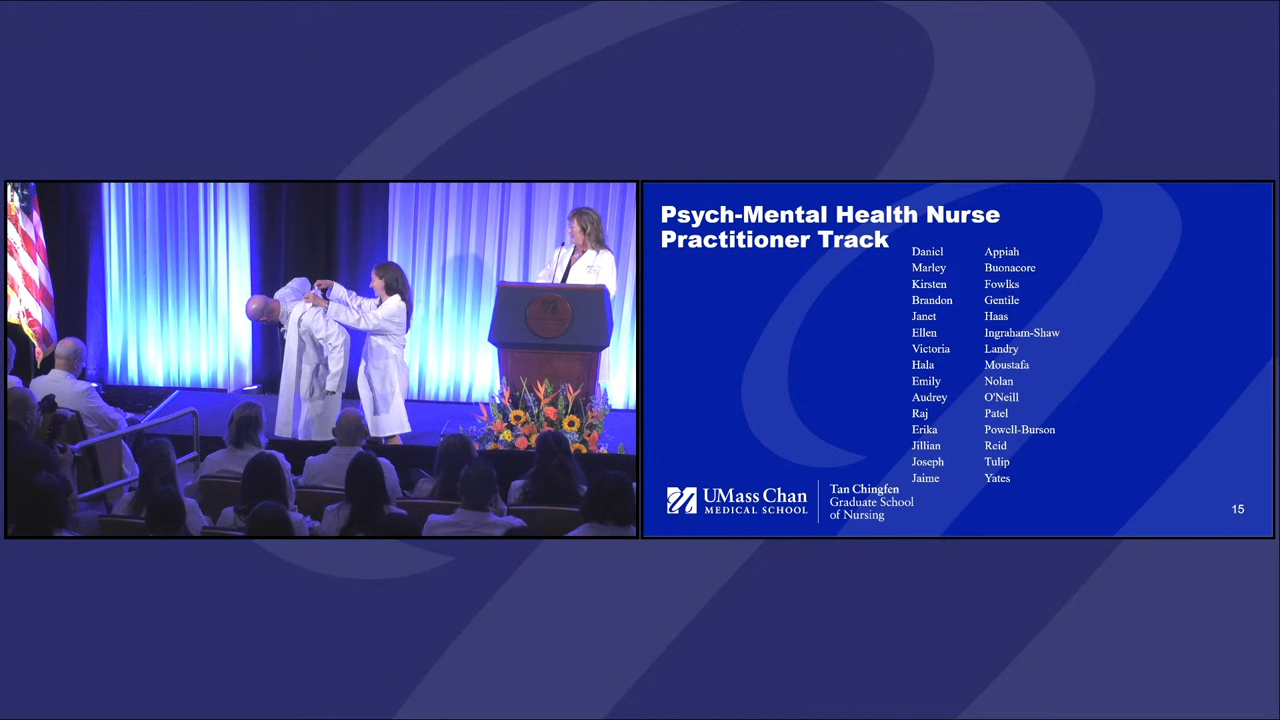 Psych-Mental Health Nurse
Practitioner Track
Daniel Appiah
Marley Buonacore
Kirsten Fowlks
Brandon Gentile
Janet Haas
Ellen Ingraham-Shaw
Victoria Landry
Hala Moustafa
Emily Nolan
Audrey O'Neill
Raj Patel
Erika Powell-Burson
Jillian Reid
Joseph Tulip
Jaime Yates
UMass Chan
MEDICAL SCHOOL
Tan Chingfen
Graduate School
of Nursing
15